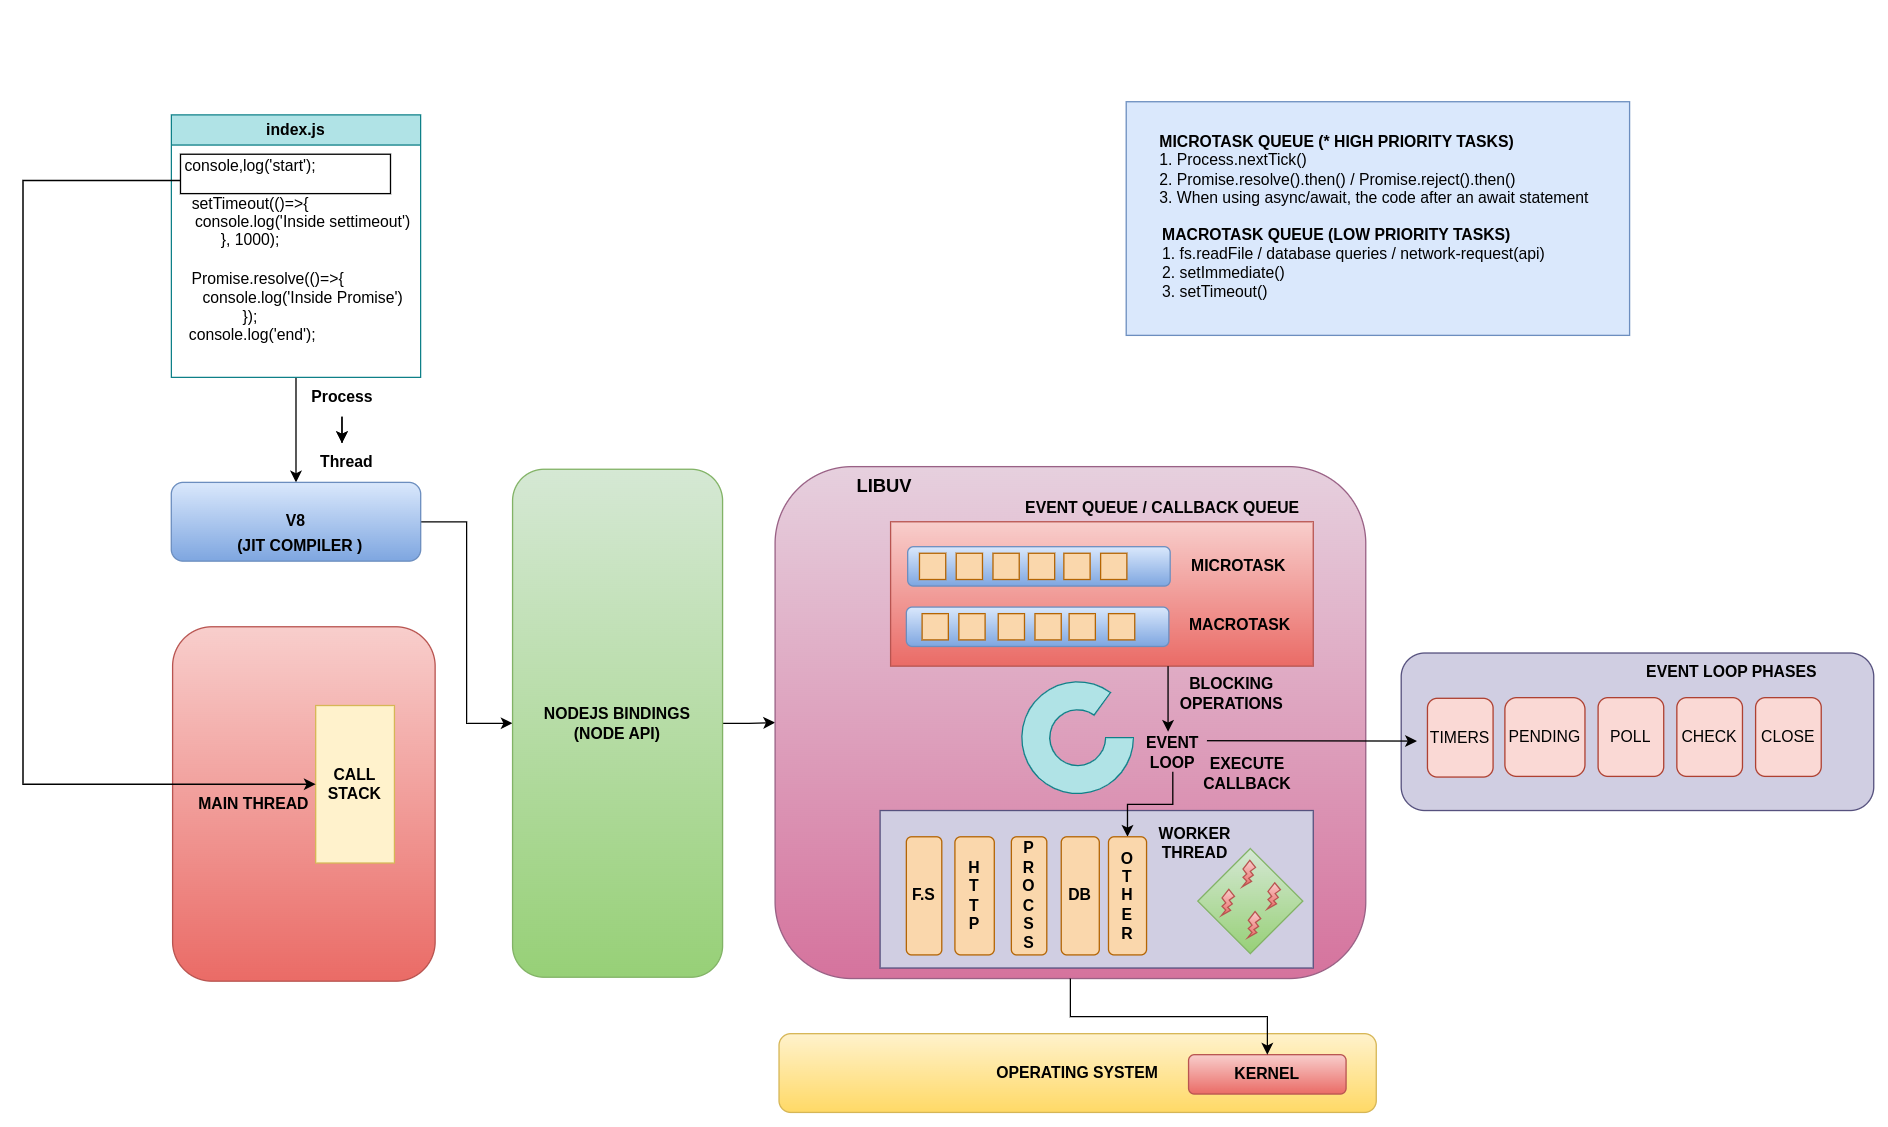 index.js
console,log('start');
setTimeout(()=>{
console.log('Inside settimeout')
}, 1000);
Promise.resolve(()=>{
console.log('Inside Promise')
});
console.log('end');
Process
Thread
V8
(JIT COMPILER )
MAIN THREAD
CALL
STACK
NODEJS BINDINGS
(NODE API)
MICROTASK QUEUE (* HIGH PRIORITY TASKS)
1. Process.nextTick()
2. Promise.resolve().then() / Promise.reject().then()
3. When using async/await, the code after an await statement
MACROTASK QUEUE (LOW PRIORITY TASKS)
1. fs.readFile / database queries / network-request(api)
2. setImmediate()
3. setTimeout()
LIBUV
EVENT QUEUE / CALLBACK QUEUE
MICROTASK
MACROTASK
BLOCKING
OPERATIONS
EVENT
LOOP
EXECUTE
CALLBACK
WORKER
THREAD
F.S
H
T
T
P
P
R
O
C
S
S
DB
O
T
H
E
R
EVENT LOOP PHASES
TIMERS
PENDING
POLL
CHECK
CLOSE
OPERATING SYSTEM
KERNEL